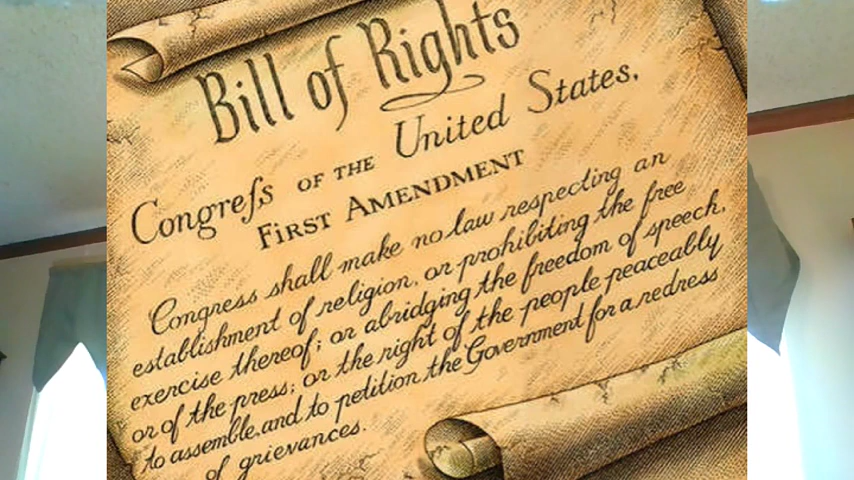 Bill of Rights
Congreſs OF THE United States,
FIRST AMENDMENT
Congress shall make no law respecting an
establishment of religion, or prohibiting the free
exercise thereof; or abridging the freedom of speech,
or of the press; or the right of the people peaceably
to assemble, and to petition the Government for a redress
of grievances.